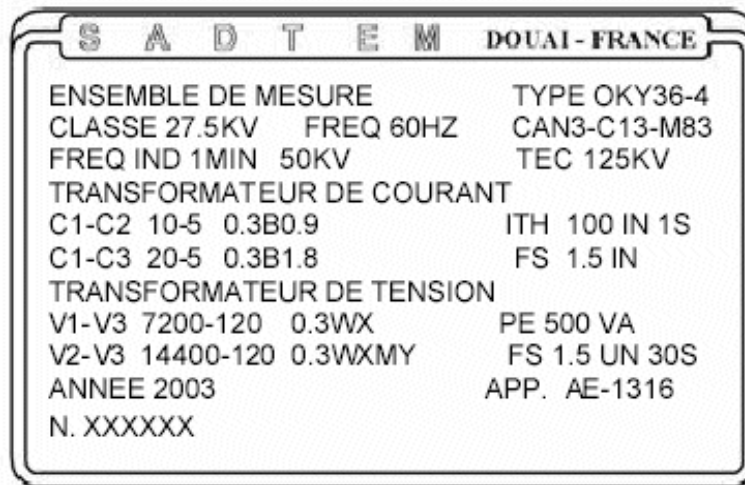 SADTEM DOUAI - FRANCE
ENSEMBLE DE MESURE TYPE OKY36-4
CLASSE 27.5KV FREQ 60HZ CAN3-C13-M83
FREQ IND 1MIN 50KV TEC 125KV
TRANSFORMATEUR DE COURANT
C1-C2 10-5 0.3B0.9 ITH 100 IN 1S
C1-C3 20-5 0.3B1.8 FS 1.5 IN
TRANSFORMATEUR DE TENSION
V1-V3 7200-120 0.3WX PE 500 VA
V2-V3 14400-120 0.3WXMY FS 1.5 UN 30S
ANNEE 2003 APP. AE-1316
N. XXXXXX